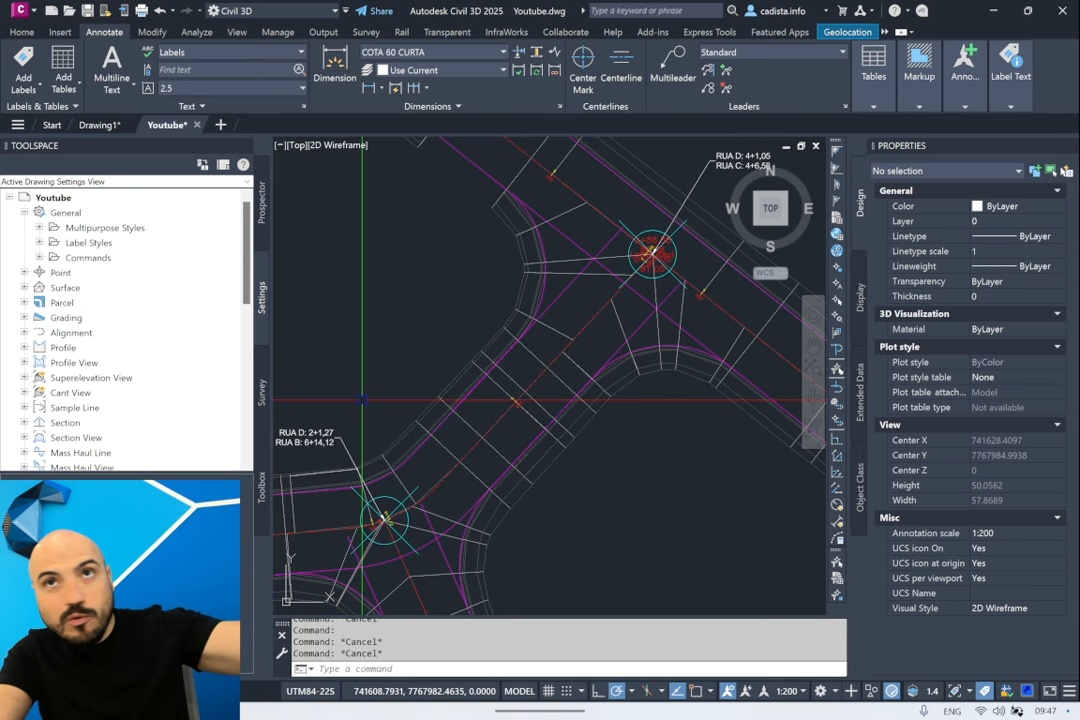 Civil 3D
Share
Autodesk Civil 3D 2025 Youtube.dwg
Type a keyword or phrase
cadista.info
Home Insert Annotate Modify Analyze View Manage Output Survey Rail Transparent InfraWorks Collaborate Help Add-ins Express Tools Featured Apps Geolocation
Add
Labels
Add
Tables
Labels & Tables
Multiline
Text
Labels
Find text
2.5
Text
Dimension
COTA 60 CURTA
Use Current
Dimensions
Center
Mark
Centerline
Centerlines
Multileader
Standard
Leaders
Tables
Markup
Anno...
Label Text
Start Drawing1* Youtube*
TOOLSPACE
Active Drawing Settings View
Youtube
General
Multipurpose Styles
Label Styles
Commands
Point
Surface
Parcel
Grading
Alignment
Profile
Profile View
Superelevation View
Cant View
Sample Line
Section
Section View
Mass Haul Line
Mass Haul View
Prospector
Settings
Survey
Toolbox
[−][Top][2D Wireframe]
RUA D: 4+1,05
RUA C: 4+6,58
N
W TOP E
S
WCS
RUA D: 2+1,27
RUA B: 6+14,12
Y
X
Command: *Cancel*
Command:
Command: *Cancel*
Command: *Cancel*
Type a command
PROPERTIES
Design
Display
Extended Data
Object Class
No selection
General
Color ByLayer
Layer 0
Linetype ByLayer
Linetype scale 1
Lineweight ByLayer
Transparency ByLayer
Thickness 0
3D Visualization
Material ByLayer
Plot style
Plot style ByColor
Plot style table None
Plot table attach... Model
Plot table type Not available
View
Center X 741628.4097
Center Y 7767984.9938
Center Z 0
Height 50.0562
Width 57.8689
Misc
Annotation scale 1:200
UCS icon On Yes
UCS icon at origin Yes
UCS per viewport Yes
UCS Name
Visual Style 2D Wireframe
UTM84-22S 741608.7931, 7767982.4635, 0.0000 MODEL 1:200 1.4
ENG 09:47